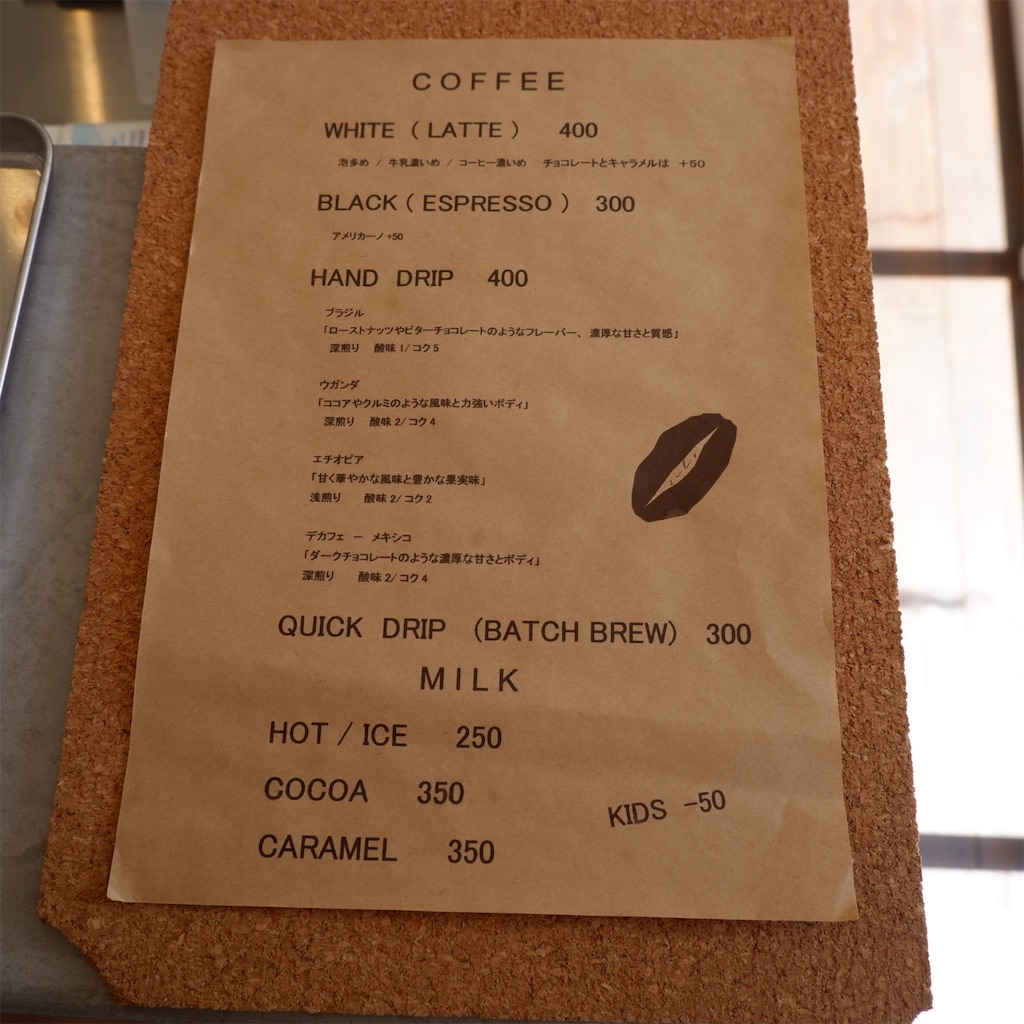 COFFEE
WHITE ( LATTE ) 400
泡多め / 牛乳濃いめ / コーヒー濃いめ チョコレートとキャラメルは +50
BLACK ( ESPRESSO ) 300
アメリカーノ +50
HAND DRIP 400
ブラジル
「ローストナッツやビターチョコレートのようなフレーバー、濃厚な甘さと質感」
深煎り 酸味 1/ コク 5
ウガンダ
「ココアやクルミのような風味と力強いボディ」
深煎り 酸味 2/ コク 4
エチオピア
「甘く華やかな風味と豊かな果実味」
浅煎り 酸味 2/ コク 2
デカフェ － メキシコ
「ダークチョコレートのような濃厚な甘さとボディ」
深煎り 酸味 2/ コク 4
QUICK DRIP (BATCH BREW) 300
MILK
HOT / ICE 250
COCOA 350
KIDS -50
CARAMEL 350